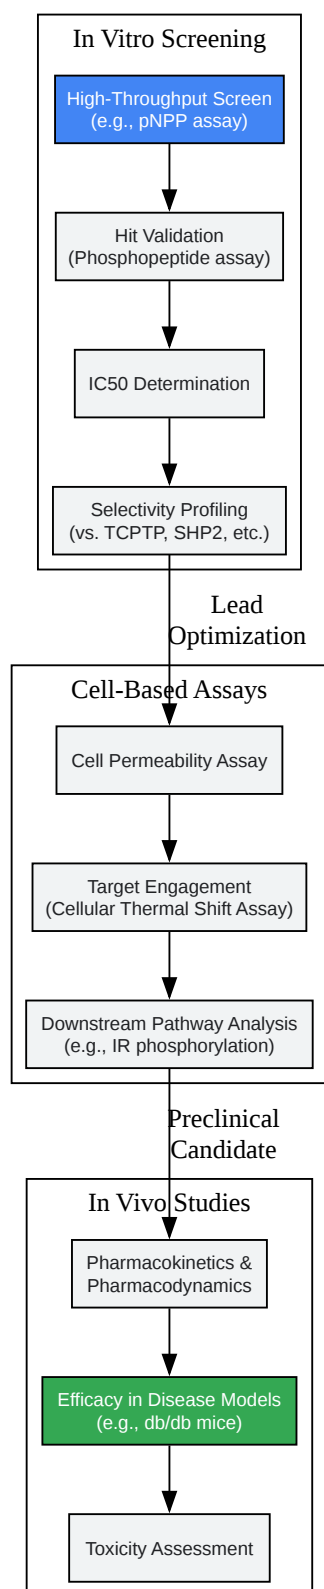 In Vitro Screening
High-Throughput Screen
(e.g., pNPP assay)
Hit Validation
(Phosphopeptide assay)
IC50 Determination
Selectivity Profiling
(vs. TCPTP, SHP2, etc.)
Lead
Optimization
Cell-Based Assays
Cell Permeability Assay
Target Engagement
(Cellular Thermal Shift Assay)
Downstream Pathway Analysis
(e.g., IR phosphorylation)
Preclinical
Candidate
In Vivo Studies
Pharmacokinetics &
Pharmacodynamics
Efficacy in Disease Models
(e.g., db/db mice)
Toxicity Assessment